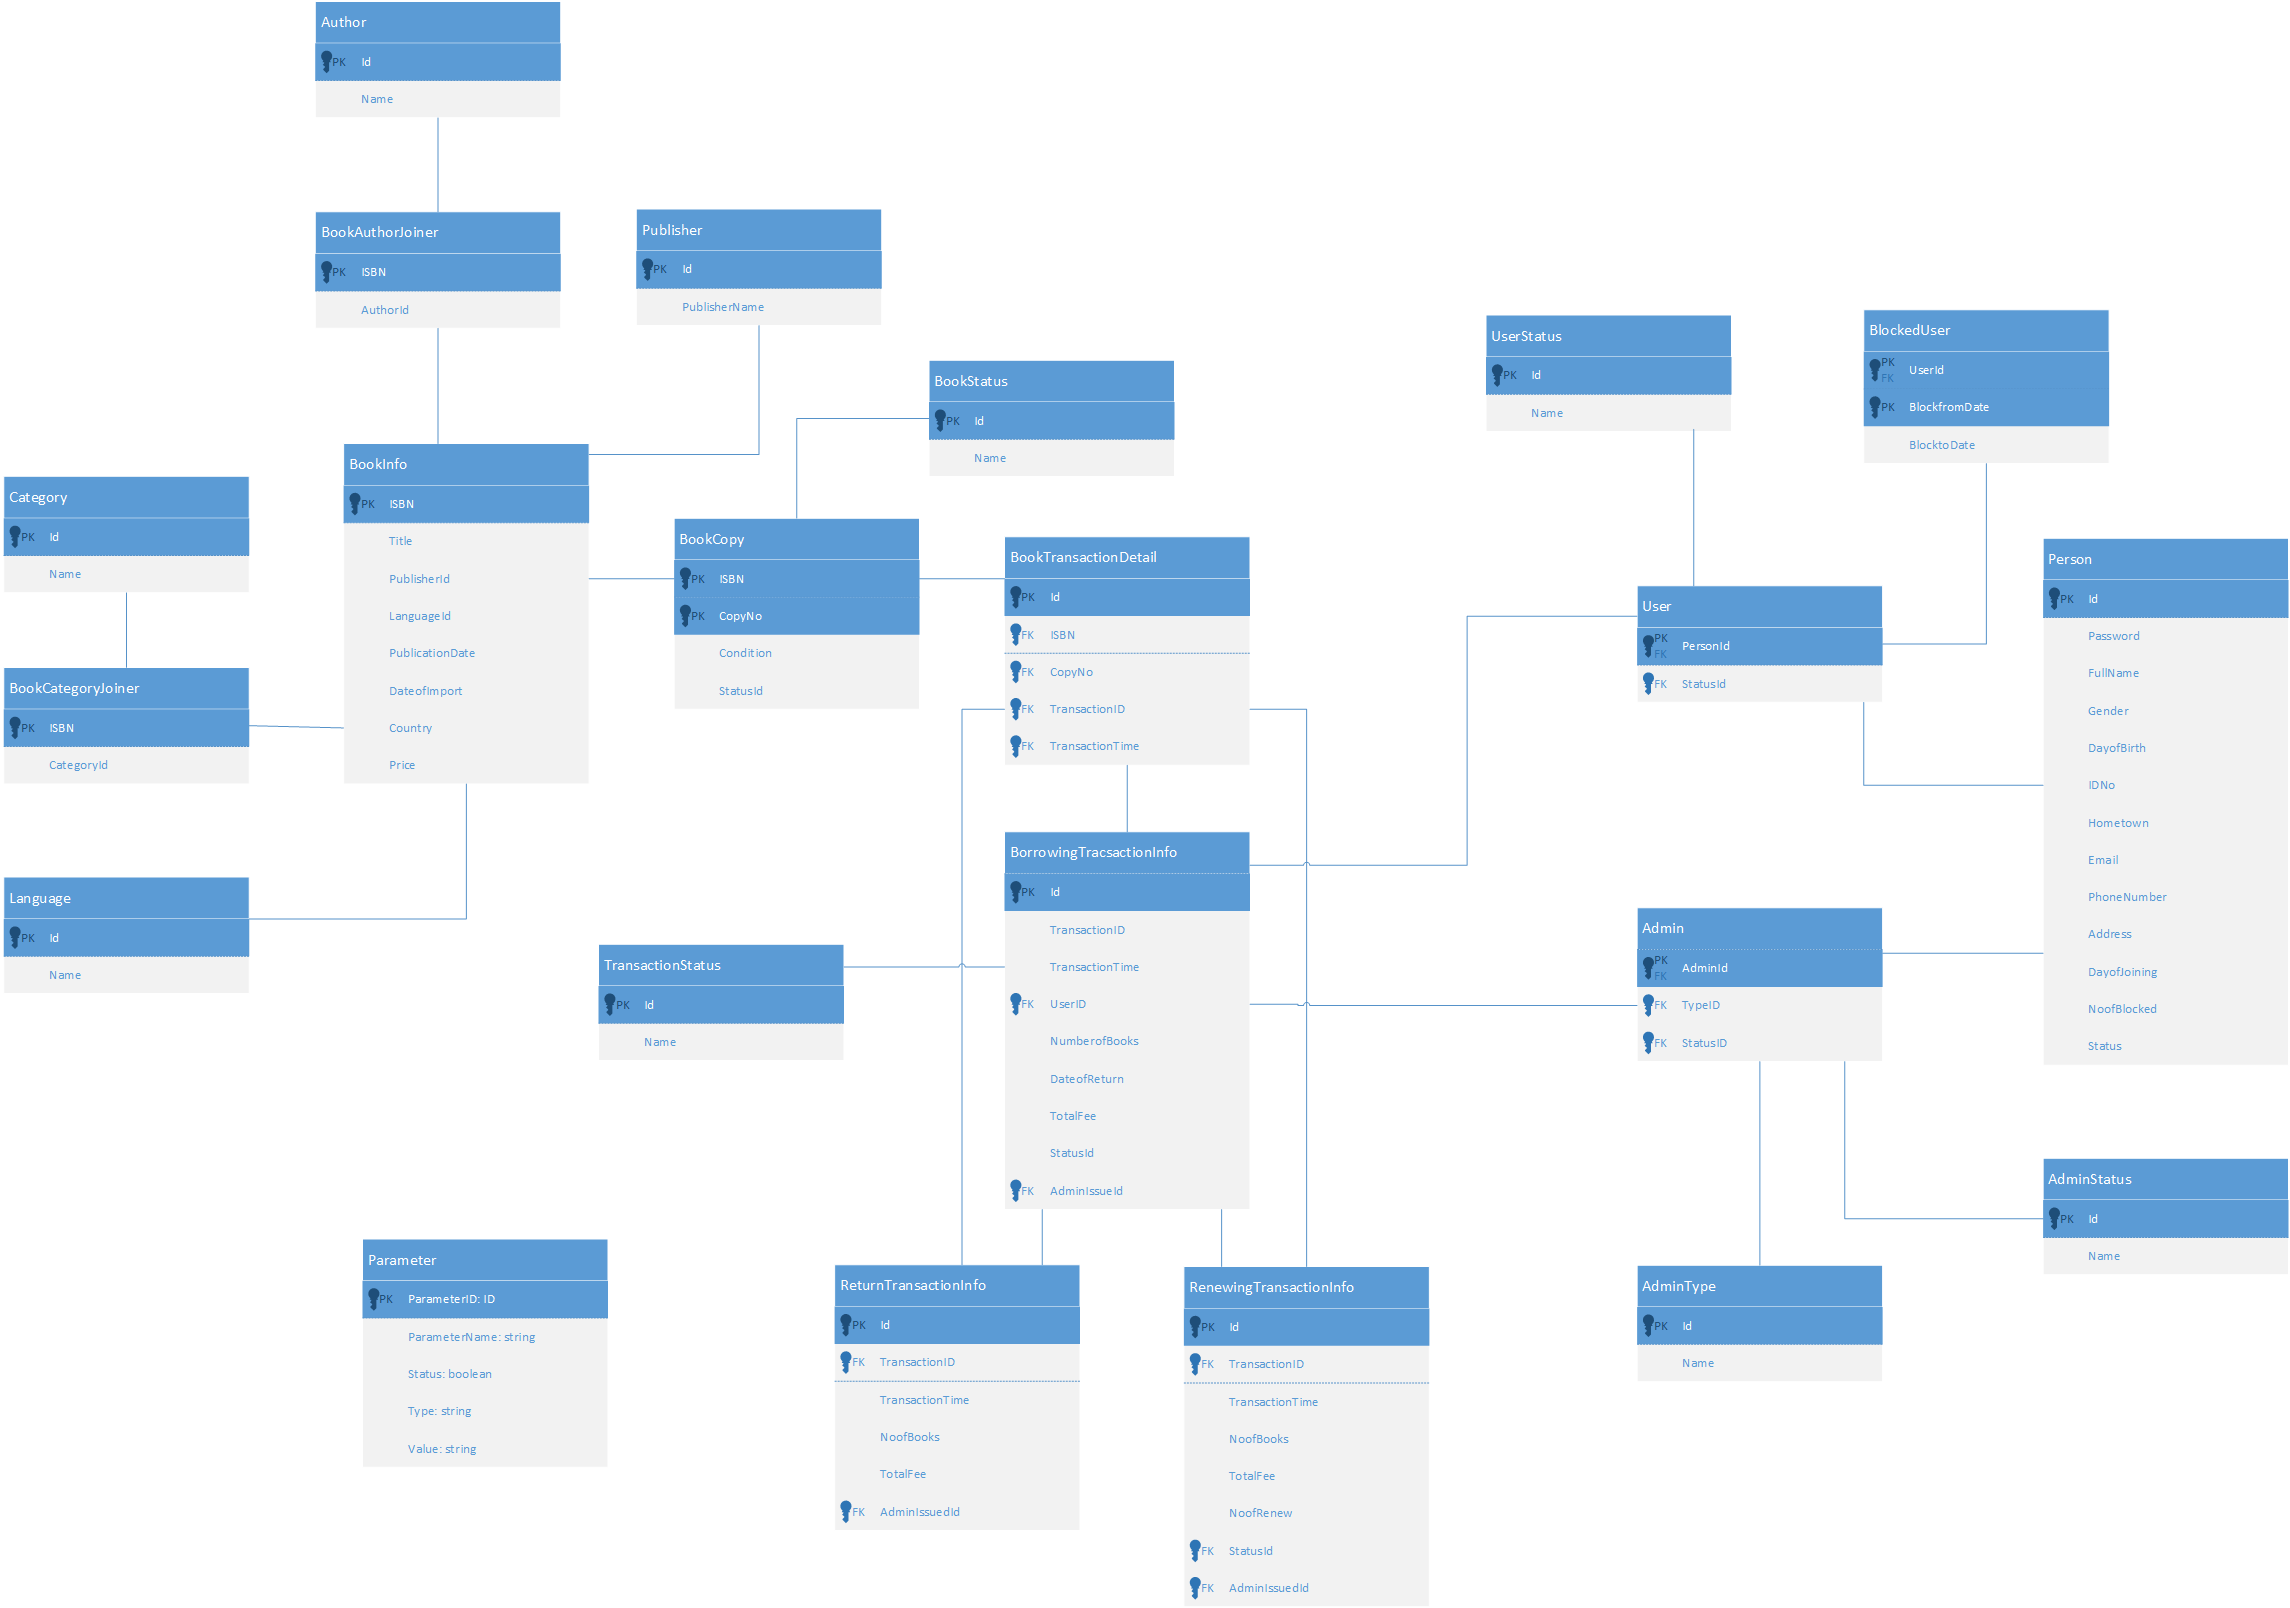 Author
PK Id
Name
BookAuthorJoiner
PK ISBN
AuthorId
Publisher
PK Id
PublisherName
BookStatus
PK Id
Name
UserStatus
PK Id
Name
BlockedUser
PK
FK UserId
PK BlockfromDate
BlocktoDate
BookInfo
PK ISBN
Title
PublisherId
LanguageId
PublicationDate
DateofImport
Country
Price
Category
PK Id
Name
BookCategoryJoiner
PK ISBN
CategoryId
Language
PK Id
Name
BookCopy
PK ISBN
PK CopyNo
Condition
StatusId
BookTransactionDetail
PK Id
FK ISBN
FK CopyNo
FK TransactionID
FK TransactionTime
User
PK
FK PersonId
FK StatusId
Person
PK Id
Password
FullName
Gender
DayofBirth
IDNo
Hometown
Email
PhoneNumber
Address
DayofJoining
NoofBlocked
Status
BorrowingTracsactionInfo
PK Id
TransactionID
TransactionTime
FK UserID
NumberofBooks
DateofReturn
TotalFee
StatusId
FK AdminIssueId
TransactionStatus
PK Id
Name
Admin
PK
FK AdminId
FK TypeID
FK StatusID
AdminStatus
PK Id
Name
AdminType
PK Id
Name
Parameter
PK ParameterID: ID
ParameterName: string
Status: boolean
Type: string
Value: string
ReturnTransactionInfo
PK Id
FK TransactionID
TransactionTime
NoofBooks
TotalFee
FK AdminIssuedId
RenewingTransactionInfo
PK Id
FK TransactionID
TransactionTime
NoofBooks
TotalFee
NoofRenew
FK StatusId
FK AdminIssuedId